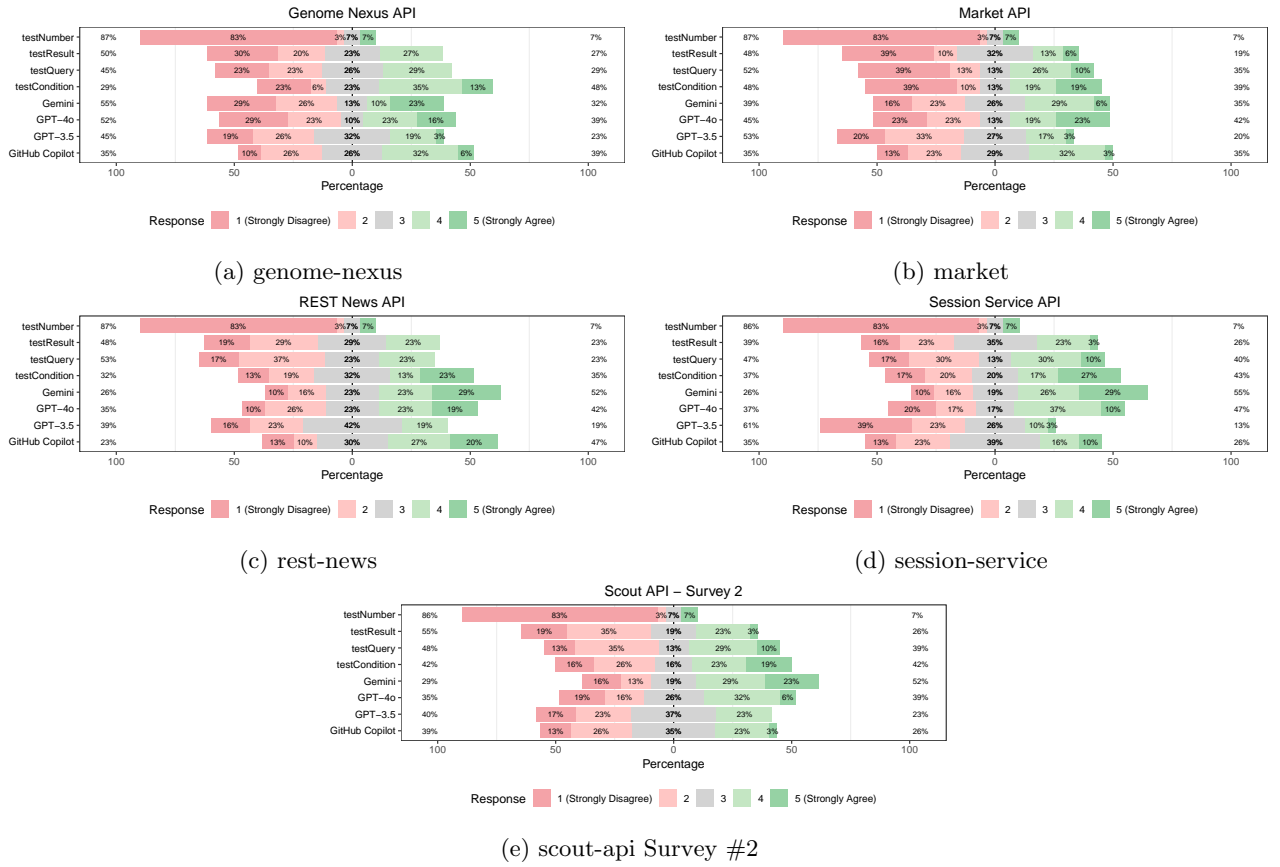 Genome Nexus API
testNumber 87% 83% 3% 7% 7% 7%
testResult 50% 30% 20% 23% 27% 27%
testQuery 45% 23% 23% 26% 29% 29%
testCondition 29% 23% 6% 23% 35% 13% 48%
Gemini 55% 29% 26% 13% 10% 23% 32%
GPT−4o 52% 29% 23% 10% 23% 16% 39%
GPT−3.5 45% 19% 26% 32% 19% 3% 23%
GitHub Copilot 35% 10% 26% 26% 32% 6% 39%
100 50 0 50 100
Percentage
Response 1 (Strongly Disagree) 2 3 4 5 (Strongly Agree)
(a) genome-nexus
Market API
testNumber 87% 83% 3% 7% 7% 7%
testResult 48% 39% 10% 32% 13% 6% 19%
testQuery 52% 39% 13% 13% 26% 10% 35%
testCondition 48% 39% 10% 13% 19% 19% 39%
Gemini 39% 16% 23% 26% 29% 6% 35%
GPT−4o 45% 23% 23% 13% 19% 23% 42%
GPT−3.5 53% 20% 33% 27% 17% 3% 20%
GitHub Copilot 35% 13% 23% 29% 32% 3% 35%
100 50 0 50 100
Percentage
Response 1 (Strongly Disagree) 2 3 4 5 (Strongly Agree)
(b) market
REST News API
testNumber 87% 83% 3% 7% 7% 7%
testResult 48% 19% 29% 29% 23% 23%
testQuery 53% 17% 37% 23% 23% 23%
testCondition 32% 13% 19% 32% 13% 23% 35%
Gemini 26% 10% 16% 23% 23% 29% 52%
GPT−4o 35% 10% 26% 23% 23% 19% 42%
GPT−3.5 39% 16% 23% 42% 19% 19%
GitHub Copilot 23% 13% 10% 30% 27% 20% 47%
100 50 0 50 100
Percentage
Response 1 (Strongly Disagree) 2 3 4 5 (Strongly Agree)
(c) rest-news
Session Service API
testNumber 86% 83% 3% 7% 7% 7%
testResult 39% 16% 23% 35% 23% 3% 26%
testQuery 47% 17% 30% 13% 30% 10% 40%
testCondition 37% 17% 20% 20% 17% 27% 43%
Gemini 26% 10% 16% 19% 26% 29% 55%
GPT−4o 37% 20% 17% 17% 37% 10% 47%
GPT−3.5 61% 39% 23% 26% 10% 3% 13%
GitHub Copilot 35% 13% 23% 39% 16% 10% 26%
100 50 0 50 100
Percentage
Response 1 (Strongly Disagree) 2 3 4 5 (Strongly Agree)
(d) session-service
Scout API − Survey 2
testNumber 86% 83% 3% 7% 7% 7%
testResult 55% 19% 35% 19% 23% 3% 26%
testQuery 48% 13% 35% 13% 29% 10% 39%
testCondition 42% 16% 26% 16% 23% 19% 42%
Gemini 29% 16% 13% 19% 29% 23% 52%
GPT−4o 35% 19% 16% 26% 32% 6% 39%
GPT−3.5 40% 17% 23% 37% 23% 23%
GitHub Copilot 39% 13% 26% 35% 23% 3% 26%
100 50 0 50 100
Percentage
Response 1 (Strongly Disagree) 2 3 4 5 (Strongly Agree)
(e) scout-api Survey #2